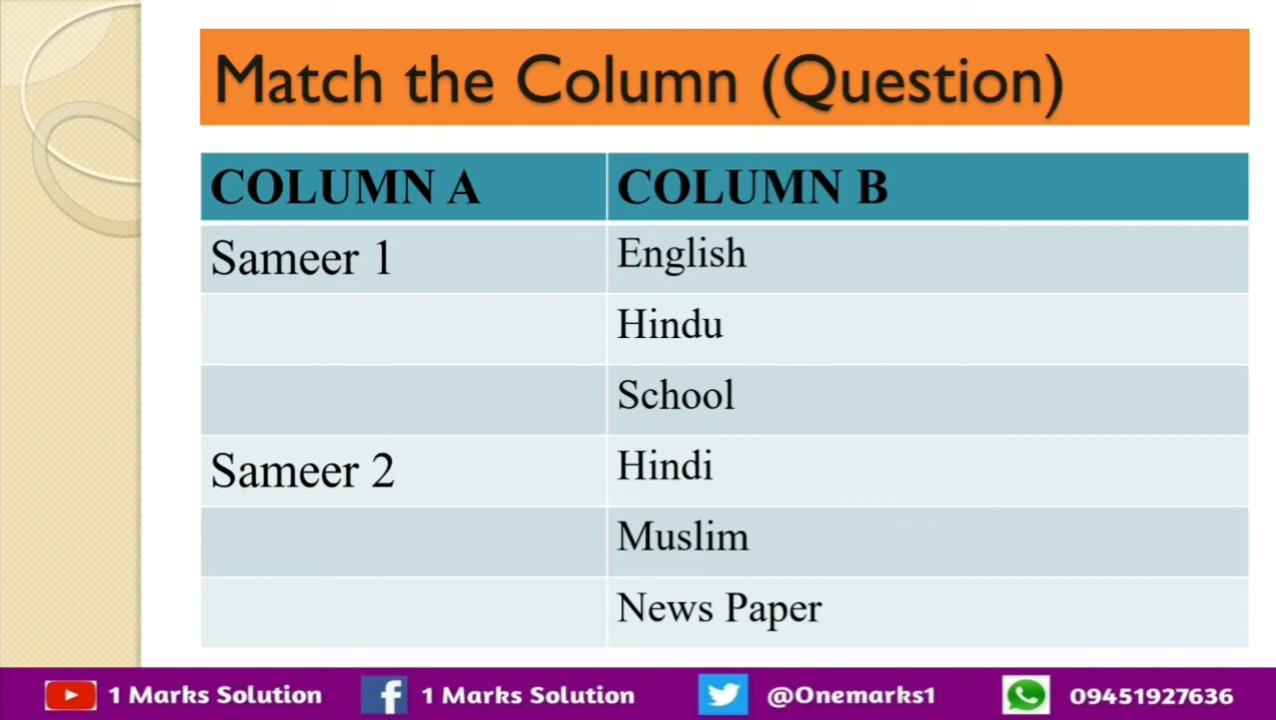 Match the Column (Question)
COLUMN A COLUMN B
Sameer 1 English
Hindu
School
Sameer 2 Hindi
Muslim
News Paper
1 Marks Solution 1 Marks Solution @Onemarks1 09451927636